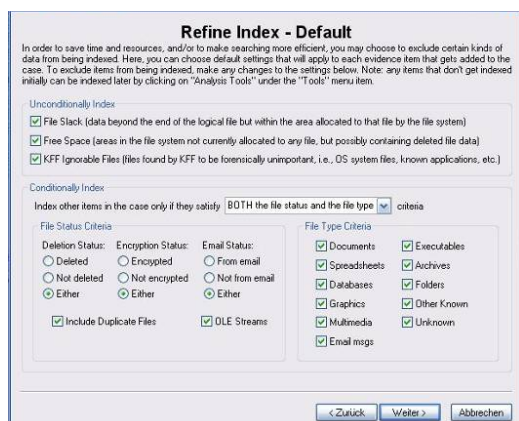 Refine Index - Default
In order to save time and resources, and/or to make searching more efficient, you may choose to exclude certain kinds of
data from being indexed. Here, you can choose default settings that will apply to each evidence item that gets added to the
case. To exclude items from being indexed, make any changes to the settings below. Note: any items that don't get indexed
initially can be indexed later by clicking on "Analysis Tools" under the "Tools" menu item.
Unconditionally Index
File Slack (data beyond the end of the logical file but within the area allocated to that file by the file system)
Free Space (areas in the file system not currently allocated to any file, but possibly containing deleted file data)
KFF Ignorable Files (files found by KFF to be forensically unimportant, i.e., OS system files, known applications, etc.)
Conditionally Index
Index other items in the case only if they satisfy BOTH the file status and the file type criteria
File Status Criteria
Deletion Status: Encryption Status: Email Status:
Deleted Encrypted From email
Not deleted Not encrypted Not from email
Either Either Either
Include Duplicate Files OLE Streams
File Type Criteria
Documents Executables
Spreadsheets Archives
Databases Folders
Graphics Other Known
Multimedia Unknown
Email msgs
< Zurück Weiter > Abbrechen